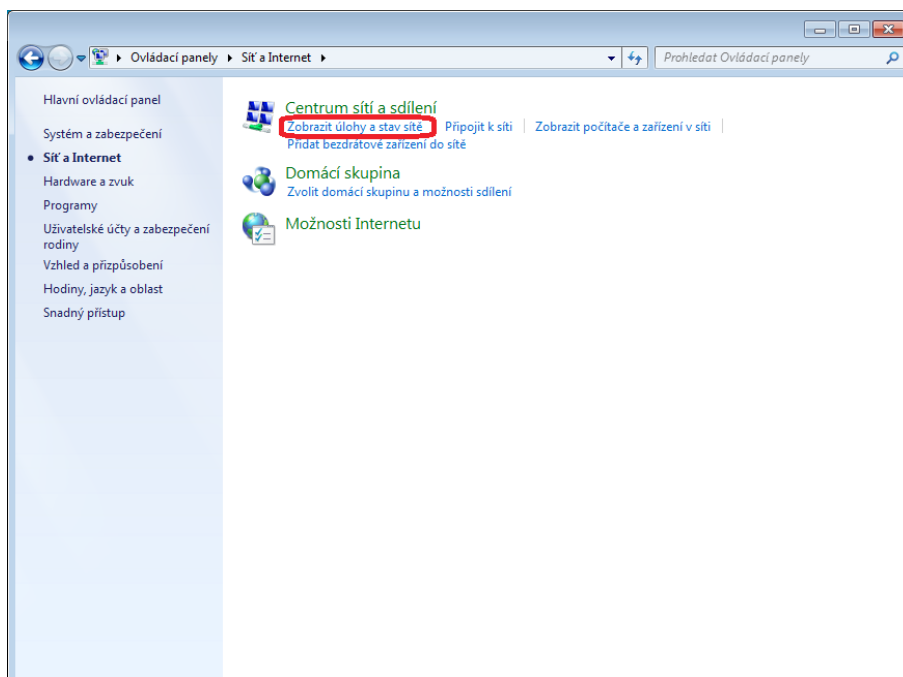 Ovládací panely Síť a Internet
Prohledat Ovládací panely
Hlavní ovládací panel
Systém a zabezpečení
Síť a Internet
Hardware a zvuk
Programy
Uživatelské účty a zabezpečení
rodiny
Vzhled a přizpůsobení
Hodiny, jazyk a oblast
Snadný přístup
Centrum sítí a sdílení
Zobrazit úlohy a stav sítě Připojit k síti Zobrazit počítače a zařízení v síti
Přidat bezdrátové zařízení do sítě
Domácí skupina
Zvolit domácí skupinu a možnosti sdílení
Možnosti Internetu